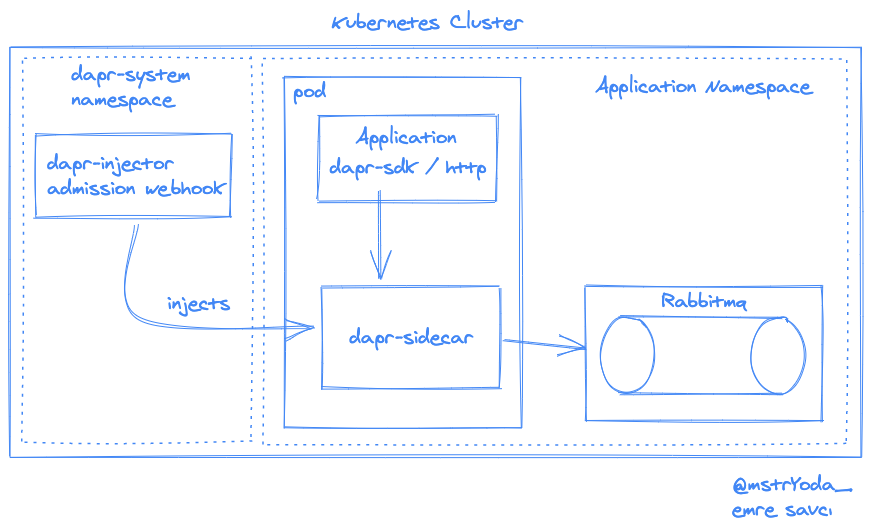 Kubernetes Cluster
dapr-system
namespace
dapr-injector
admission webhook
injects
pod
Application
dapr-sdk / http
dapr-sidecar
Application Namespace
Rabbitmq
@mstrYoda_
emre savcı